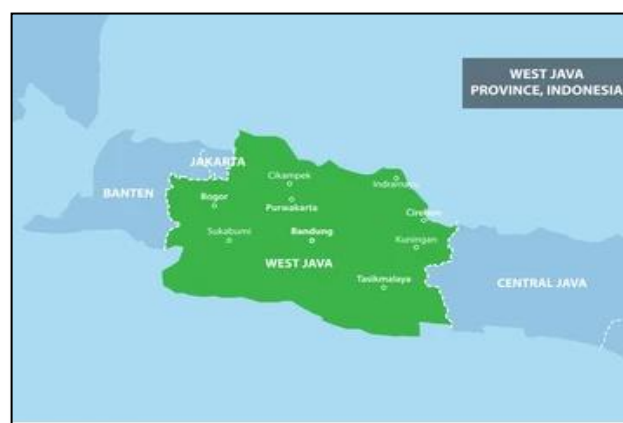 WEST JAVA
PROVINCE, INDONESIA
JAKARTA
BANTEN
Cikampek
Indramayu
Bogor
Purwakarta
Cirebon
Sukabumi
Bandung
Kuningan
WEST JAVA
Tasikmalaya
CENTRAL JAVA